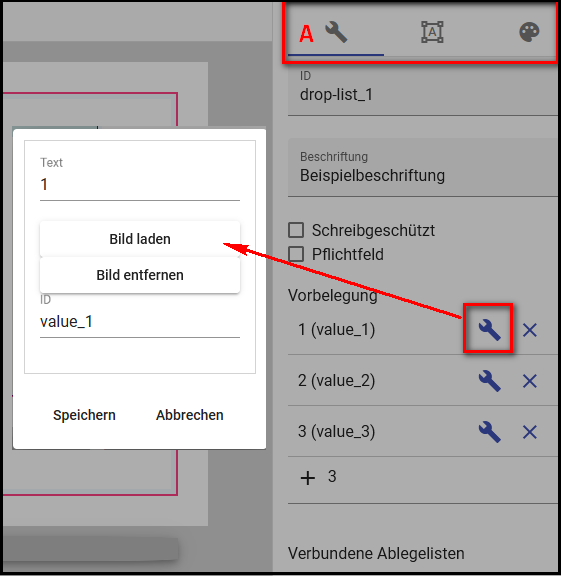 A
A
ID
drop-list_1
Beschriftung
Beispielbeschriftung
Schreibgeschützt
Pflichtfeld
Vorbelegung
1 (value_1)
2 (value_2)
3 (value_3)
3
Verbundene Ablegelisten
Text
1
Bild laden
Bild entfernen
ID
value_1
Speichern Abbrechen